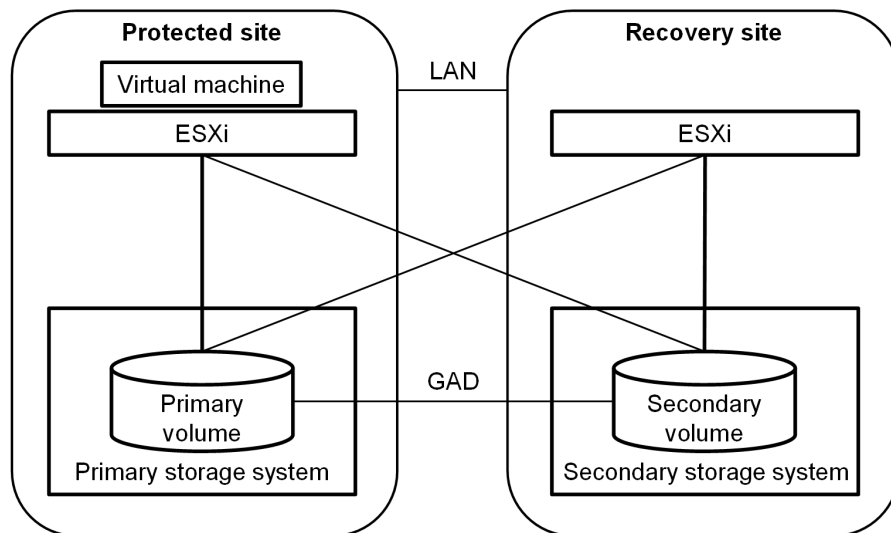 Protected site
Recovery site
LAN
Virtual machine
ESXi
ESXi
GAD
Primary
volume
Secondary
volume
Primary storage system
Secondary storage system